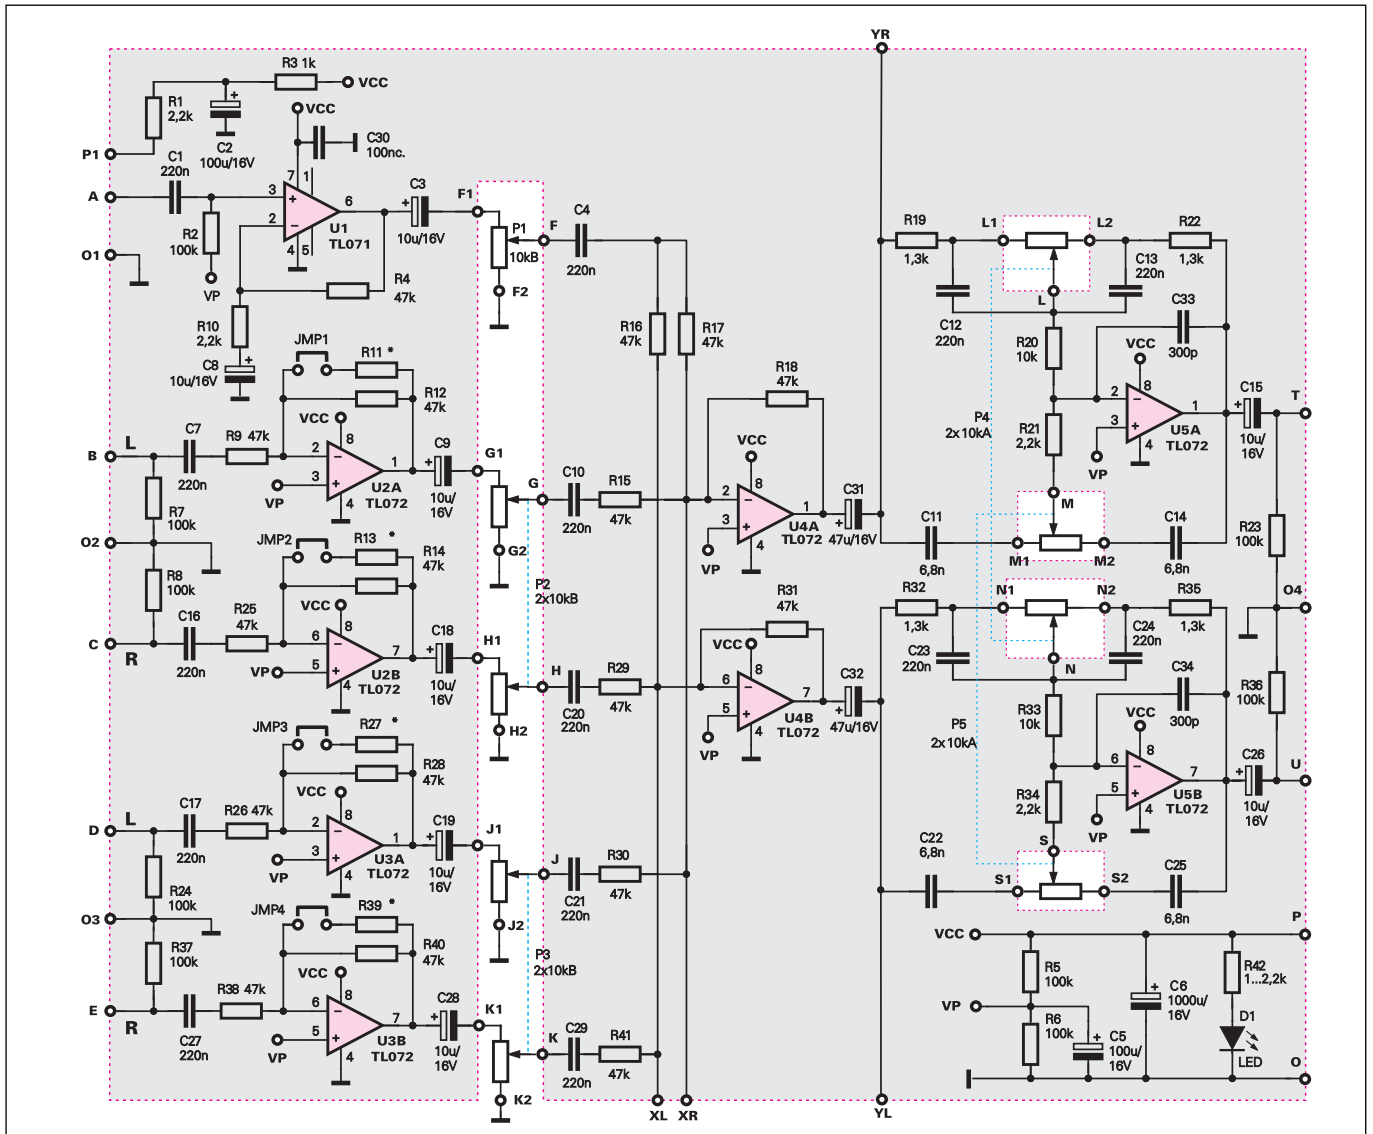 YR
R3 1k
VCC
R1
2,2k
+
C2
100u/16V
VCC
C30
100nc.
P1
C1
220n
A
R2
100k
VP
O1
7
1
3
+
2
−
6
4
5
U1
TL071
C3
+
10u/16V
F1
P1
10kB
F2
F
C4
220n
R4
47k
R10
2,2k
C8
+
10u/16V
R16
47k
R17
47k
JMP1
R11 *
R12
47k
VCC
8
B
L
C7
220n
R9 47k
2
−
3
+
1
4
VP
U2A
TL072
C9
+
10u/
16V
G1
G
G2
C10
220n
R15
47k
R7
100k
O2
R8
100k
JMP2
R13 *
R14
47k
VCC
8
C
R
C16
220n
R25
47k
6
−
5
+
7
4
VP
U2B
TL072
C18
+
10u/
16V
H1
H
H2
P2
2x10kB
C20
220n
R29
47k
JMP3
R27 *
R28
47k
VCC
8
D
L
C17
220n
R26 47k
2
−
3
+
1
4
VP
U3A
TL072
C19
+
10u/
16V
J1
J
J2
C21
220n
R30
47k
R24
100k
O3
R37
100k
JMP4
R39 *
R40
47k
VCC
8
E
R
C27
220n
R38 47k
6
−
5
+
7
4
VP
U3B
TL072
C28
+
10u/
16V
K1
K
K2
P3
2x10kB
C29
220n
R41
47k
XL
XR
YL
R18
47k
VCC
8
2
−
3
+
1
4
VP
U4A
TL072
C31
+
47u/16V
R31
47k
VCC
8
6
−
5
+
7
4
VP
U4B
TL072
C32
+
47u/16V
R19
1,3k
L1
L2
L
R22
1,3k
C12
220n
C13
220n
R20
10k
C33
300p
VCC
8
P4
2x10kA
R21
2,2k
2
−
3
+
1
4
VP
U5A
TL072
C15
+
10u/
16V
T
M
M1
M2
C11
6,8n
C14
6,8n
R23
100k
R32
1,3k
N1
N2
N
R35
1,3k
O4
C23
220n
C24
220n
R33
10k
C34
300p
R36
100k
VCC
8
P5
2x10kA
R34
2,2k
6
−
5
+
7
4
VP
U5B
TL072
C26
+
10u/
16V
U
S
S1
S2
C22
6,8n
C25
6,8n
VCC
P
R5
100k
VP
R6
100k
C5
+
100u/
16V
C6
+
1000u/
16V
R42
1...2,2k
D1
LED
O